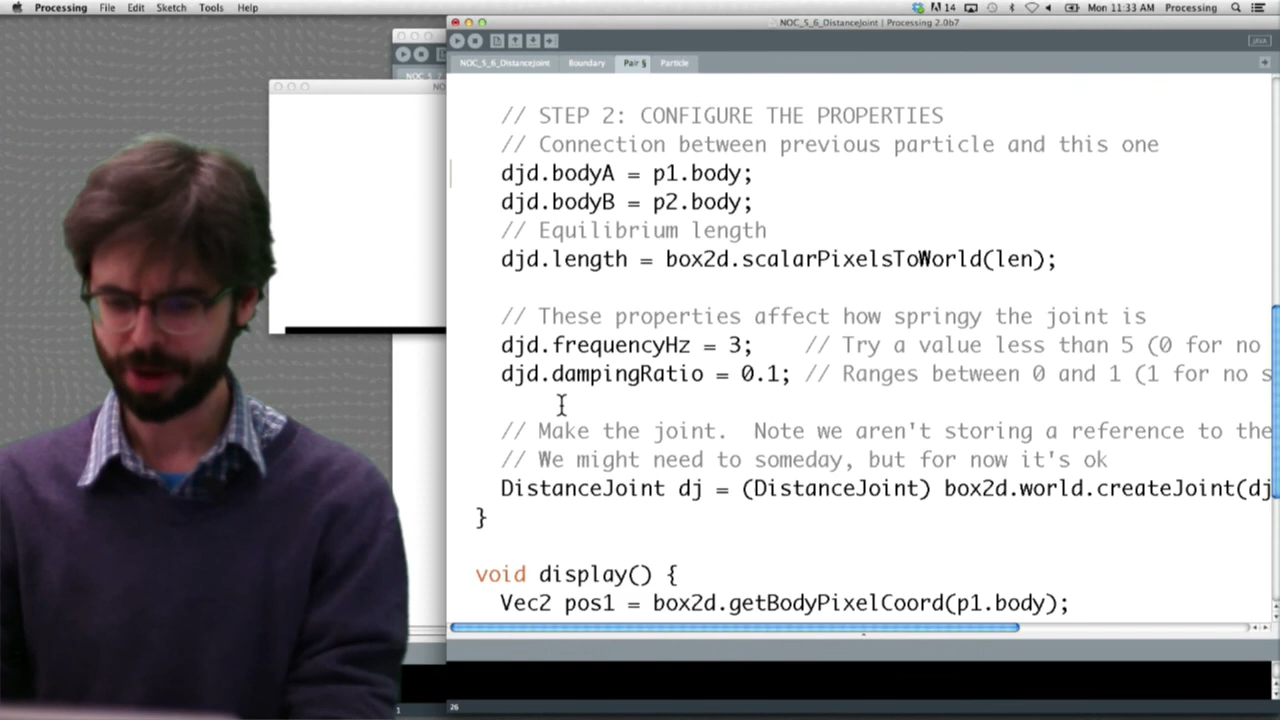 Processing File Edit Sketch Tools Help 14 Mon 11:33 AM Processing
NOC_5_6_DistanceJoint | Processing 2.0b7
JAVA
NOC_5_6_DistanceJoint Boundary Pair § Particle
NOC_5_7
NO
// STEP 2: CONFIGURE THE PROPERTIES
// Connection between previous particle and this one
djd.bodyA = p1.body;
djd.bodyB = p2.body;
// Equilibrium length
djd.length = box2d.scalarPixelsToWorld(len);
// These properties affect how springy the joint is
djd.frequencyHz = 3; // Try a value less than 5 (0 for no
djd.dampingRatio = 0.1; // Ranges between 0 and 1 (1 for no s
// Make the joint. Note we aren't storing a reference to the
// We might need to someday, but for now it's ok
DistanceJoint dj = (DistanceJoint) box2d.world.createJoint(dj
}
void display() {
Vec2 pos1 = box2d.getBodyPixelCoord(p1.body);
26
1